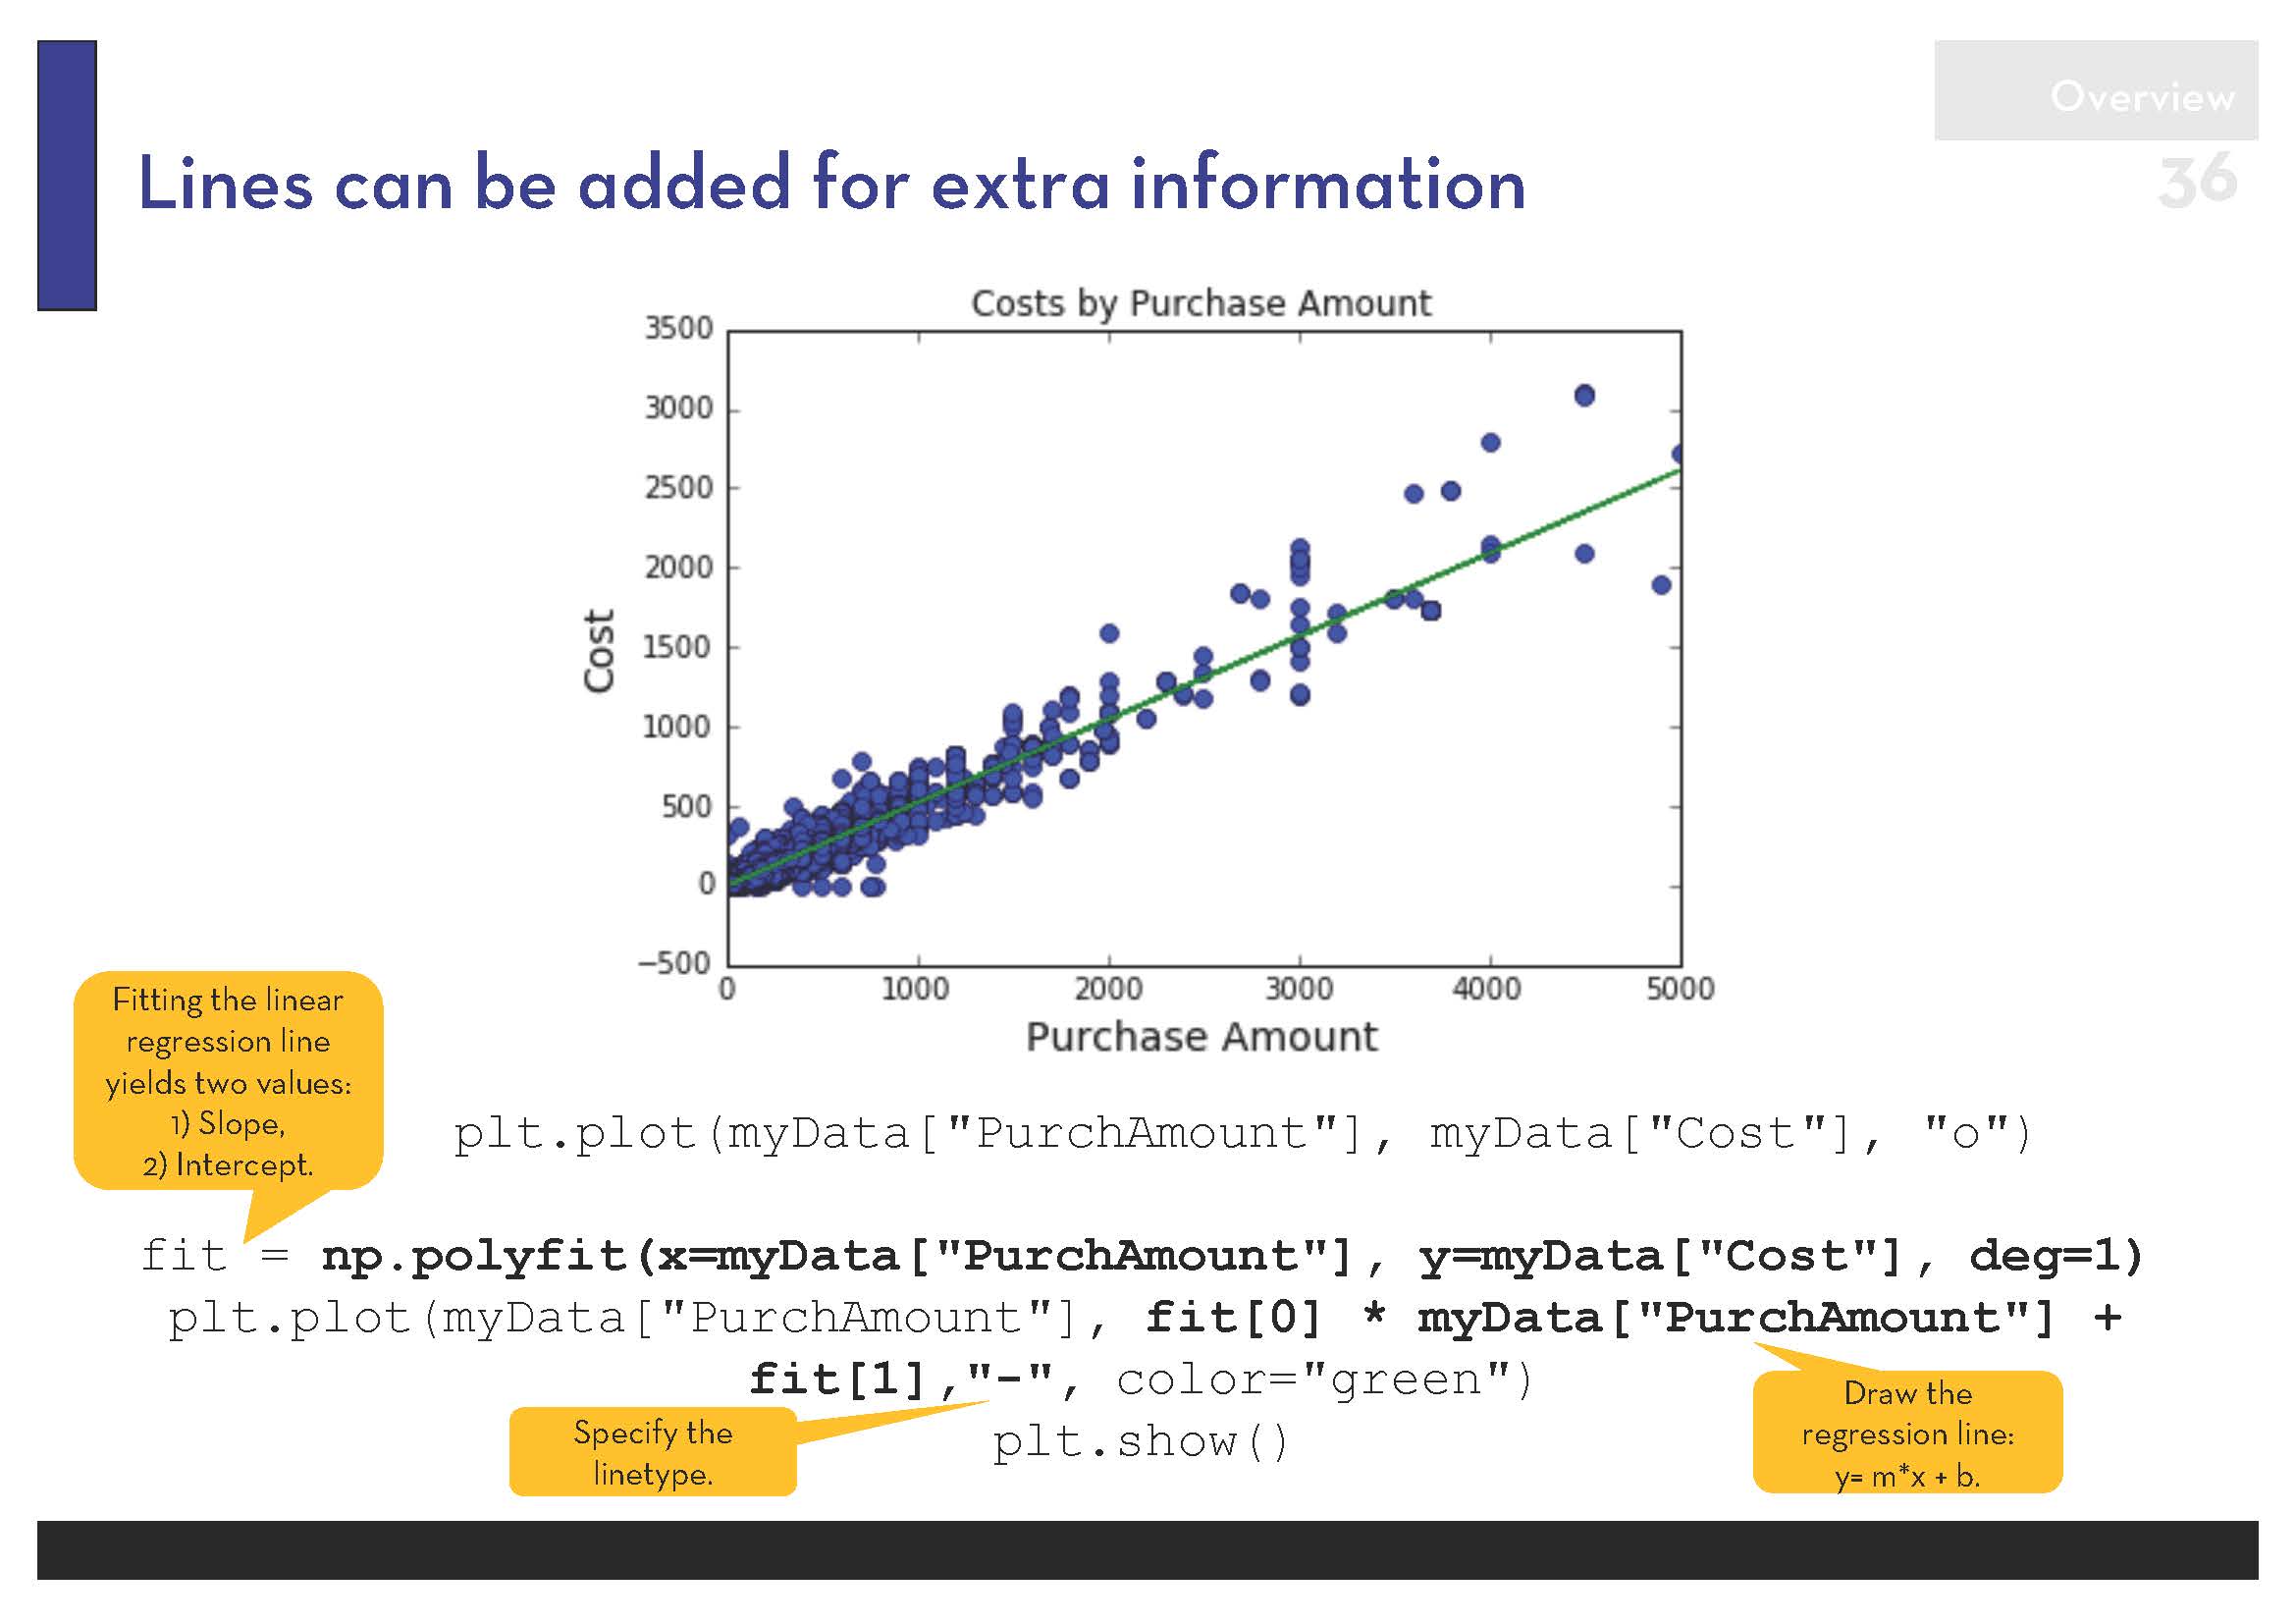 Overview
36
Lines can be added for extra information
Costs by Purchase Amount
3500
3000
2500
2000
1500
1000
500
0
−500
Cost
0 1000 2000 3000 4000 5000
Purchase Amount
Fitting the linear
regression line
yields two values:
1) Slope,
2) Intercept.
plt.plot(myData["PurchAmount"], myData["Cost"], "o")
fit = np.polyfit(x=myData["PurchAmount"], y=myData["Cost"], deg=1)
plt.plot(myData["PurchAmount"], fit[0] * myData["PurchAmount"] +
fit[1],"-", color="green")
plt.show()
Specify the
linetype.
Draw the
regression line:
y= m*x + b.